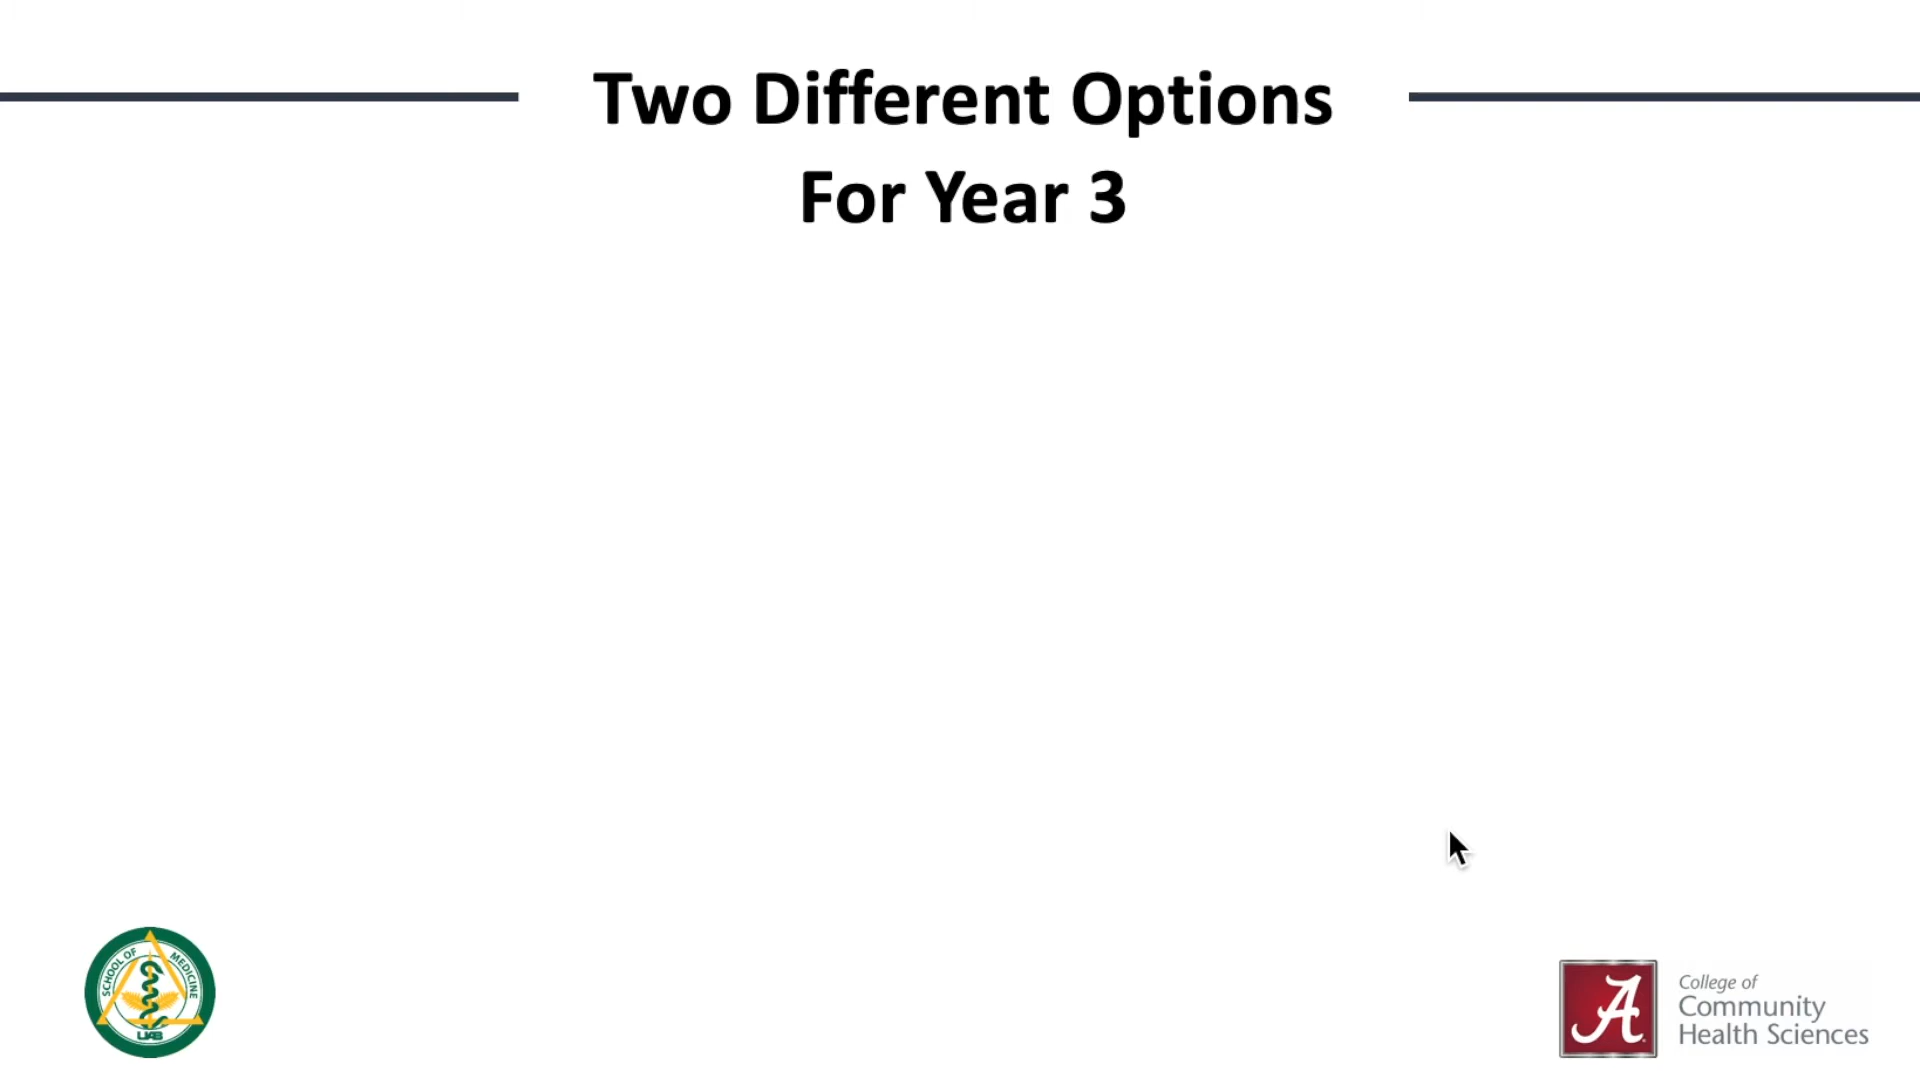 Two Different Options
For Year 3
SCHOOL OF MEDICINE
UAB
A
College of
Community
Health Sciences